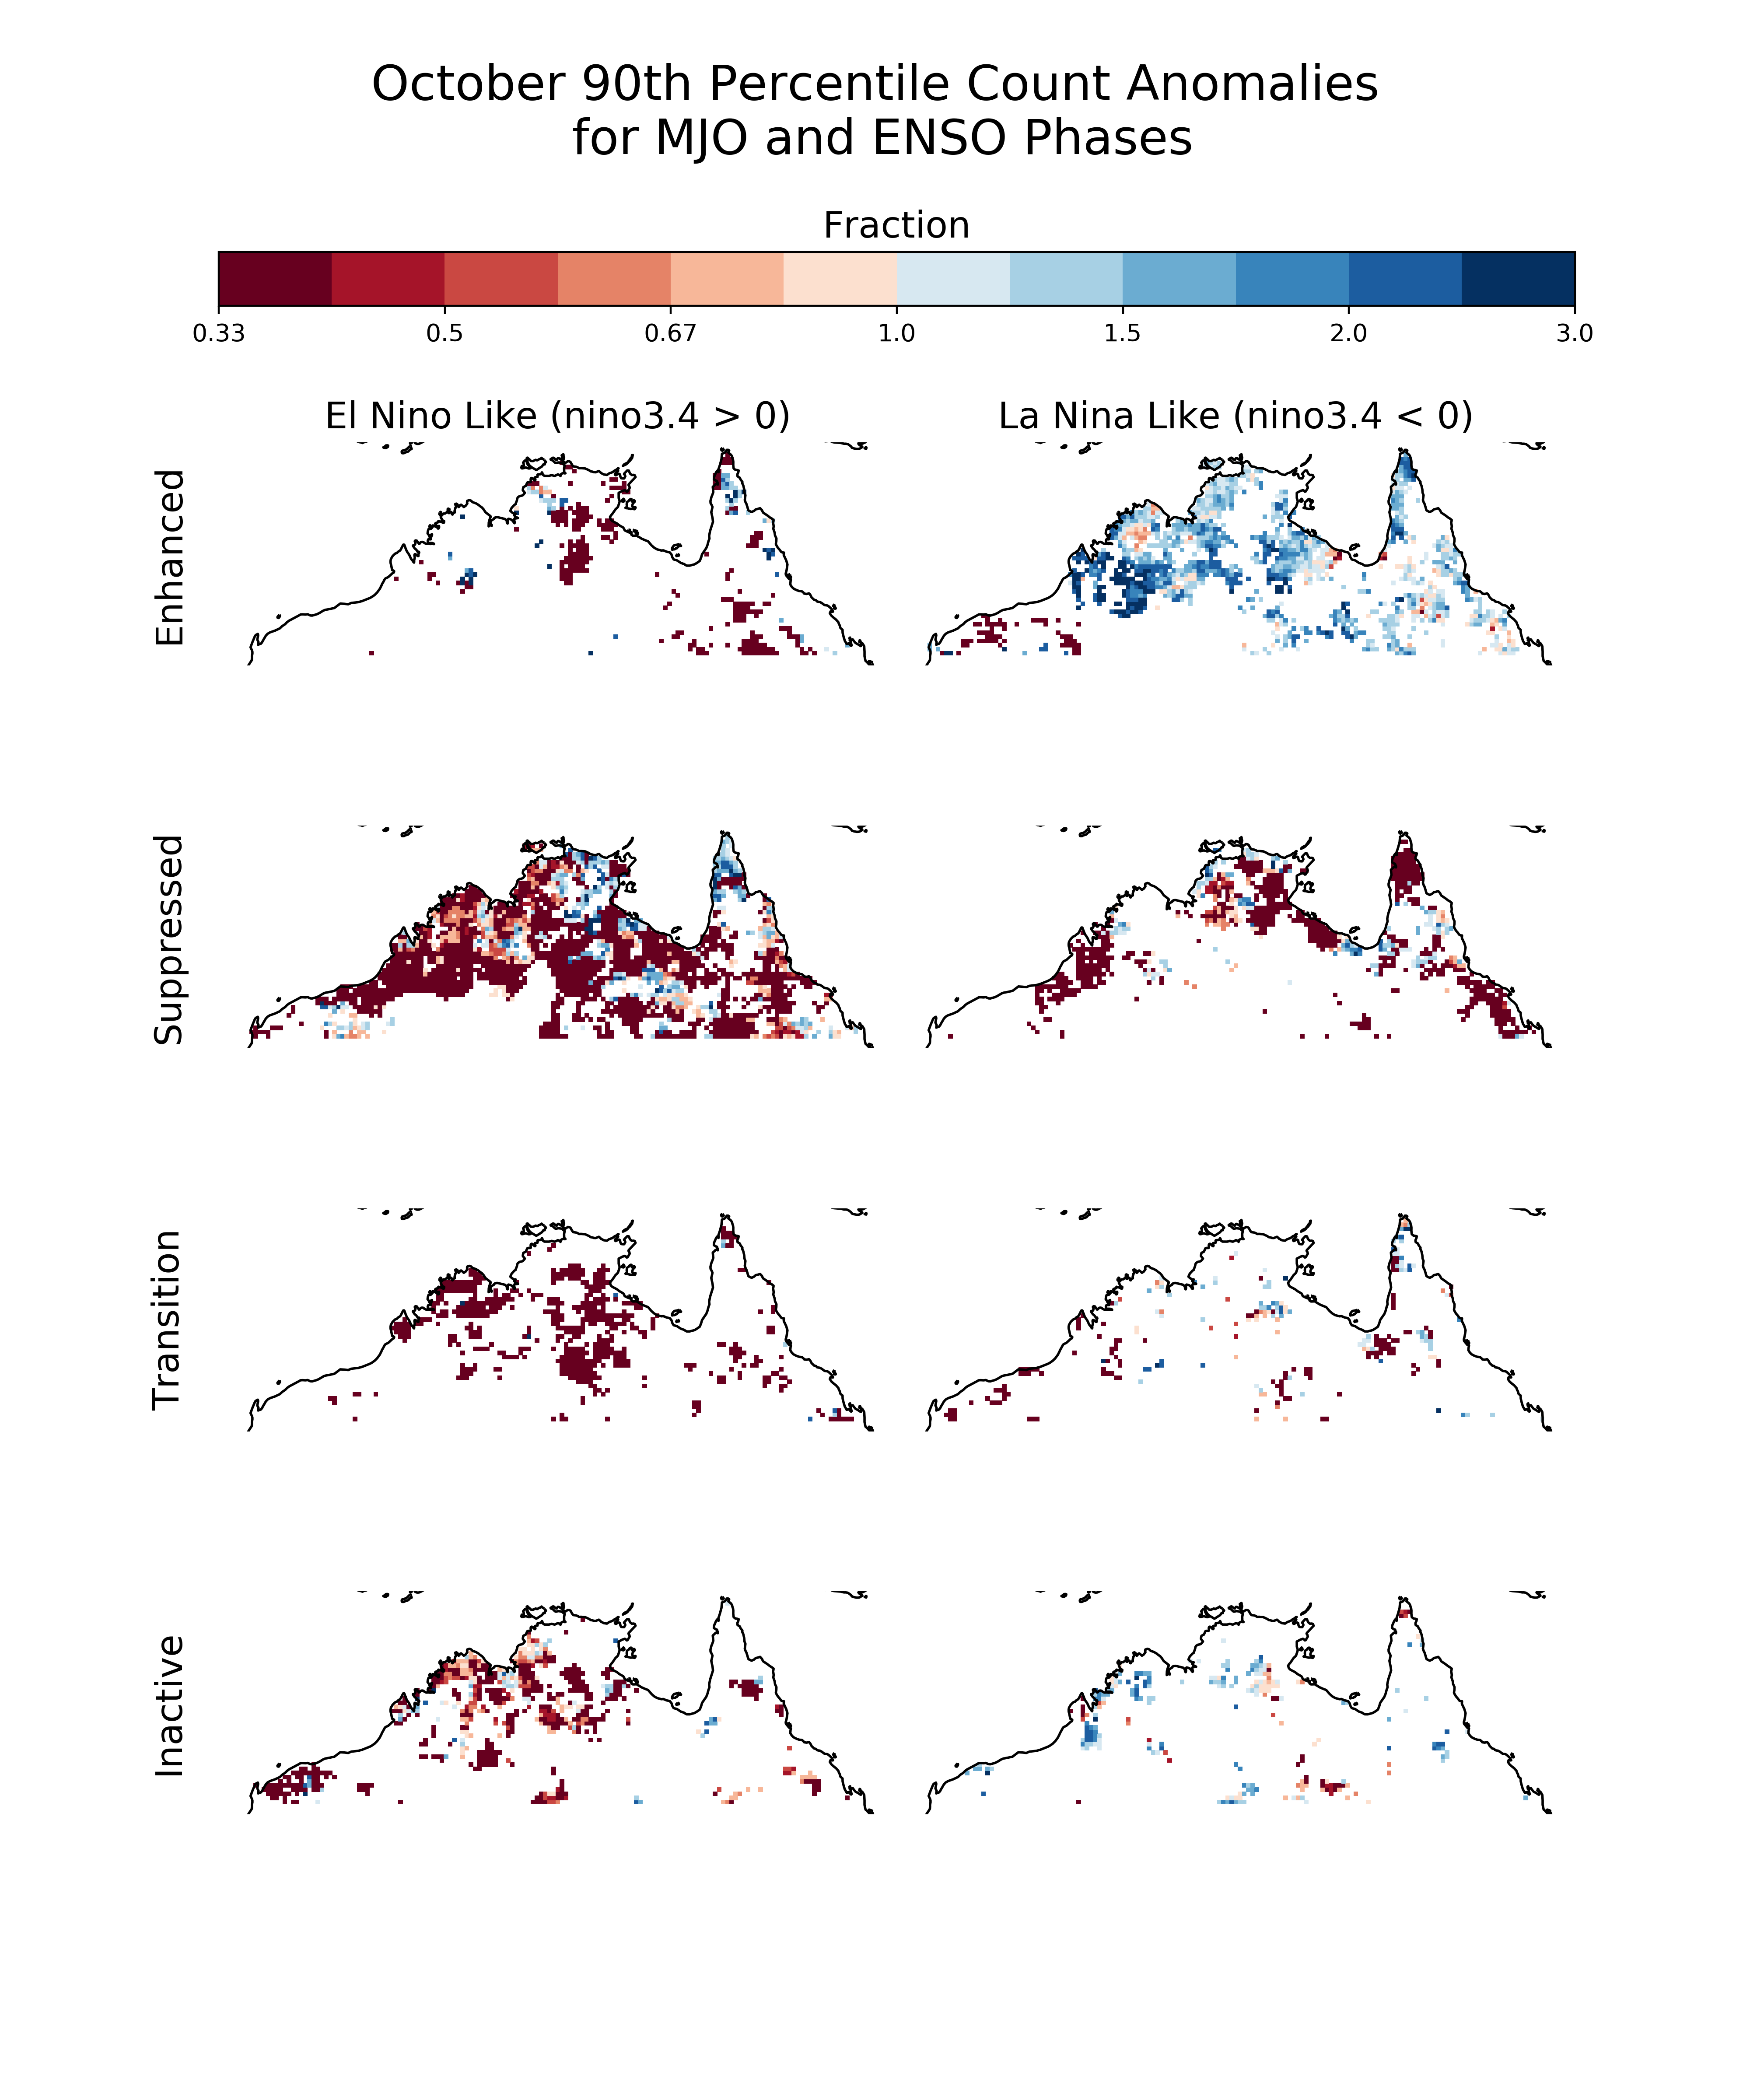 October 90th Percentile Count Anomalies
for MJO and ENSO Phases
Fraction
0.33 0.5 0.67 1.0 1.5 2.0 3.0
El Nino Like (nino3.4 > 0) La Nina Like (nino3.4 < 0)
Enhanced
Suppressed
Transition
Inactive